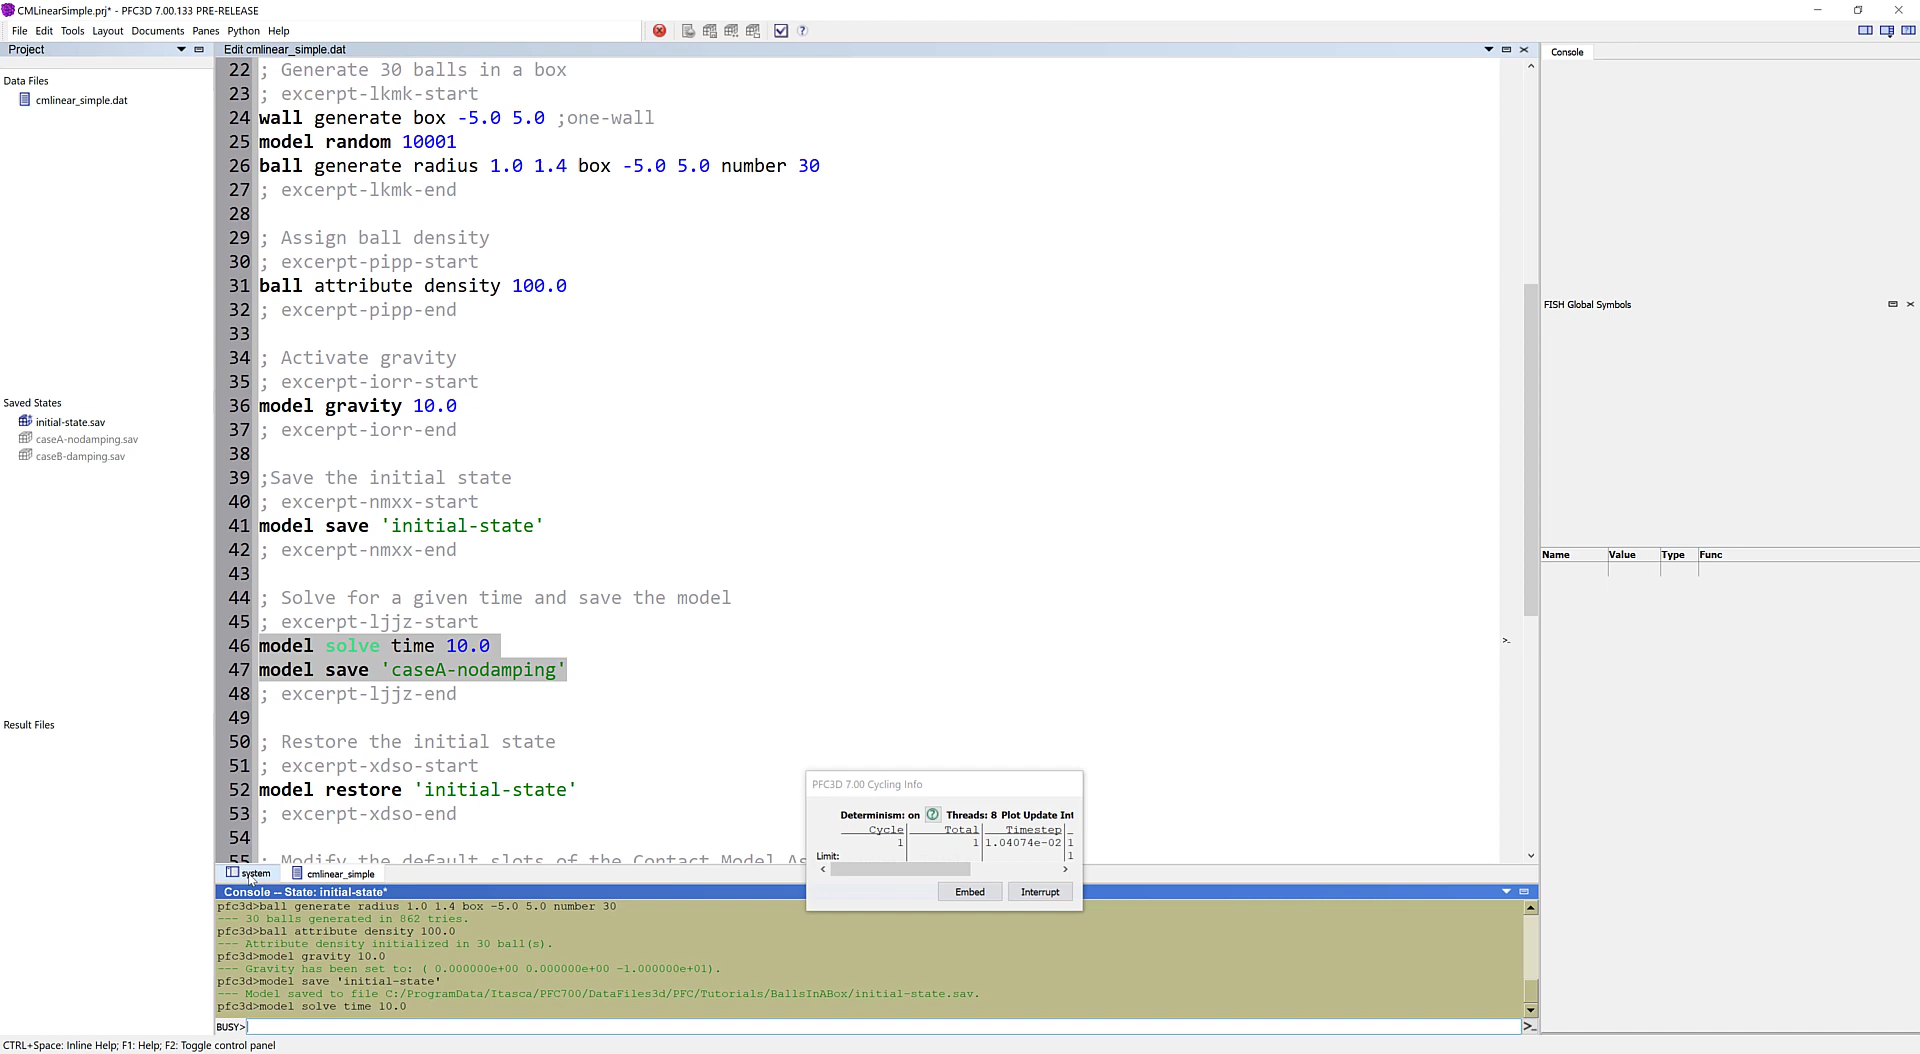 CMLinearSimple.prj* - PFC3D 7.00.133 PRE-RELEASE
File Edit Tools Layout Documents Panes Python Help
Project
Data Files
cmlinear_simple.dat
Saved States
initial-state.sav
caseA-nodamping.sav
caseB-damping.sav
Result Files
Edit cmlinear_simple.dat
22 ; Generate 30 balls in a box
23 ; excerpt-lkmk-start
24 wall generate box -5.0 5.0 ;one-wall
25 model random 10001
26 ball generate radius 1.0 1.4 box -5.0 5.0 number 30
27 ; excerpt-lkmk-end
28
29 ; Assign ball density
30 ; excerpt-pipp-start
31 ball attribute density 100.0
32 ; excerpt-pipp-end
33
34 ; Activate gravity
35 ; excerpt-iorr-start
36 model gravity 10.0
37 ; excerpt-iorr-end
38
39 ;Save the initial state
40 ; excerpt-nmxx-start
41 model save 'initial-state'
42 ; excerpt-nmxx-end
43
44 ; Solve for a given time and save the model
45 ; excerpt-ljjz-start
46 model solve time 10.0
47 model save 'caseA-nodamping'
48 ; excerpt-ljjz-end
49
50 ; Restore the initial state
51 ; excerpt-xdso-start
52 model restore 'initial-state'
53 ; excerpt-xdso-end
54
55 ; Modify the default slots of the Contact Model As
PFC3D 7.00 Cycling Info
Determinism: on ? Threads: 8 Plot Update Int
Cycle Total Timestep
1 1 1.04074e-02 1
Limit: 1
Embed Interrupt
system cmlinear_simple
Console -- State: initial-state*
pfc3d>ball generate radius 1.0 1.4 box -5.0 5.0 number 30
--- 30 balls generated in 862 tries.
pfc3d>ball attribute density 100.0
--- Attribute density initialized in 30 ball(s).
pfc3d>model gravity 10.0
--- Gravity has been set to: ( 0.000000e+00 0.000000e+00 -1.000000e+01).
pfc3d>model save 'initial-state'
--- Model saved to file C:/ProgramData/Itasca/PFC700/DataFiles3d/PFC/Tutorials/BallsInABox/initial-state.sav.
pfc3d>model solve time 10.0
BUSY>
Console
FISH Global Symbols
Name Value Type Func
CTRL+Space: Inline Help; F1: Help; F2: Toggle control panel